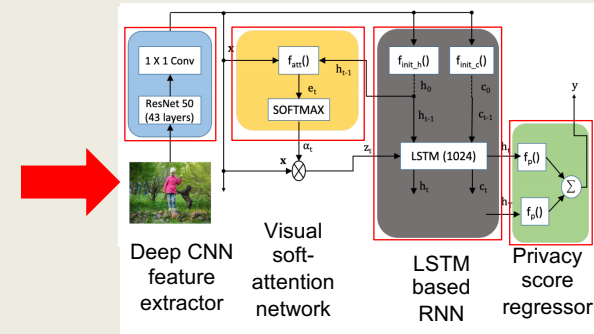 1 X 1 Conv
ResNet 50
(43 layers)
x
f_att()
h_t-1
e_t
SOFTMAX
α_t
x
z_t
f_init_h()
f_init_c()
h_0
c_0
h_t-1
c_t-1
LSTM (1024)
h_t
c_t
y
f_p()
Σ
f_p()
Deep CNN
feature
extractor
Visual
soft-
attention
network
LSTM
based
RNN
Privacy
score
regressor